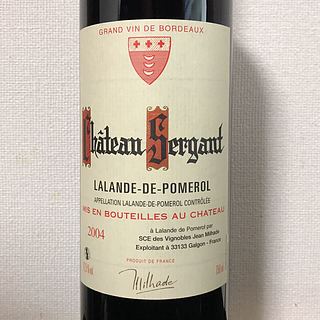 GRAND VIN DE BORDEAUX
Château Sergant
LALANDE-DE-POMEROL
APPELLATION LALANDE-DE-POMEROL CONTRÔLÉE
MIS EN BOUTEILLES AU CHATEAU
2004
à Lalande de Pomerol par
SCE des Vignobles Jean Milhade
Exploitant à 33133 Galgon - France
PRODUIT DE FRANCE
Milhade